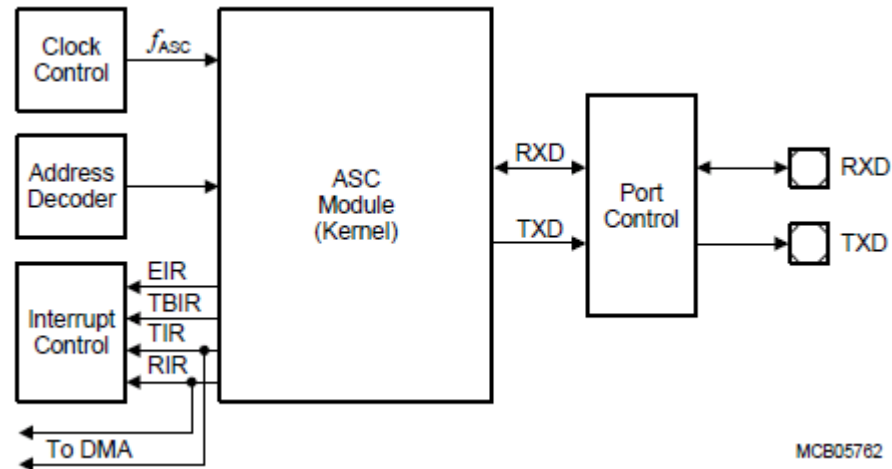 Clock
Control
fASC
Address
Decoder
ASC
Module
(Kernel)
RXD
TXD
Port
Control
RXD
TXD
Interrupt
Control
EIR
TBIR
TIR
RIR
To DMA
MCB05762